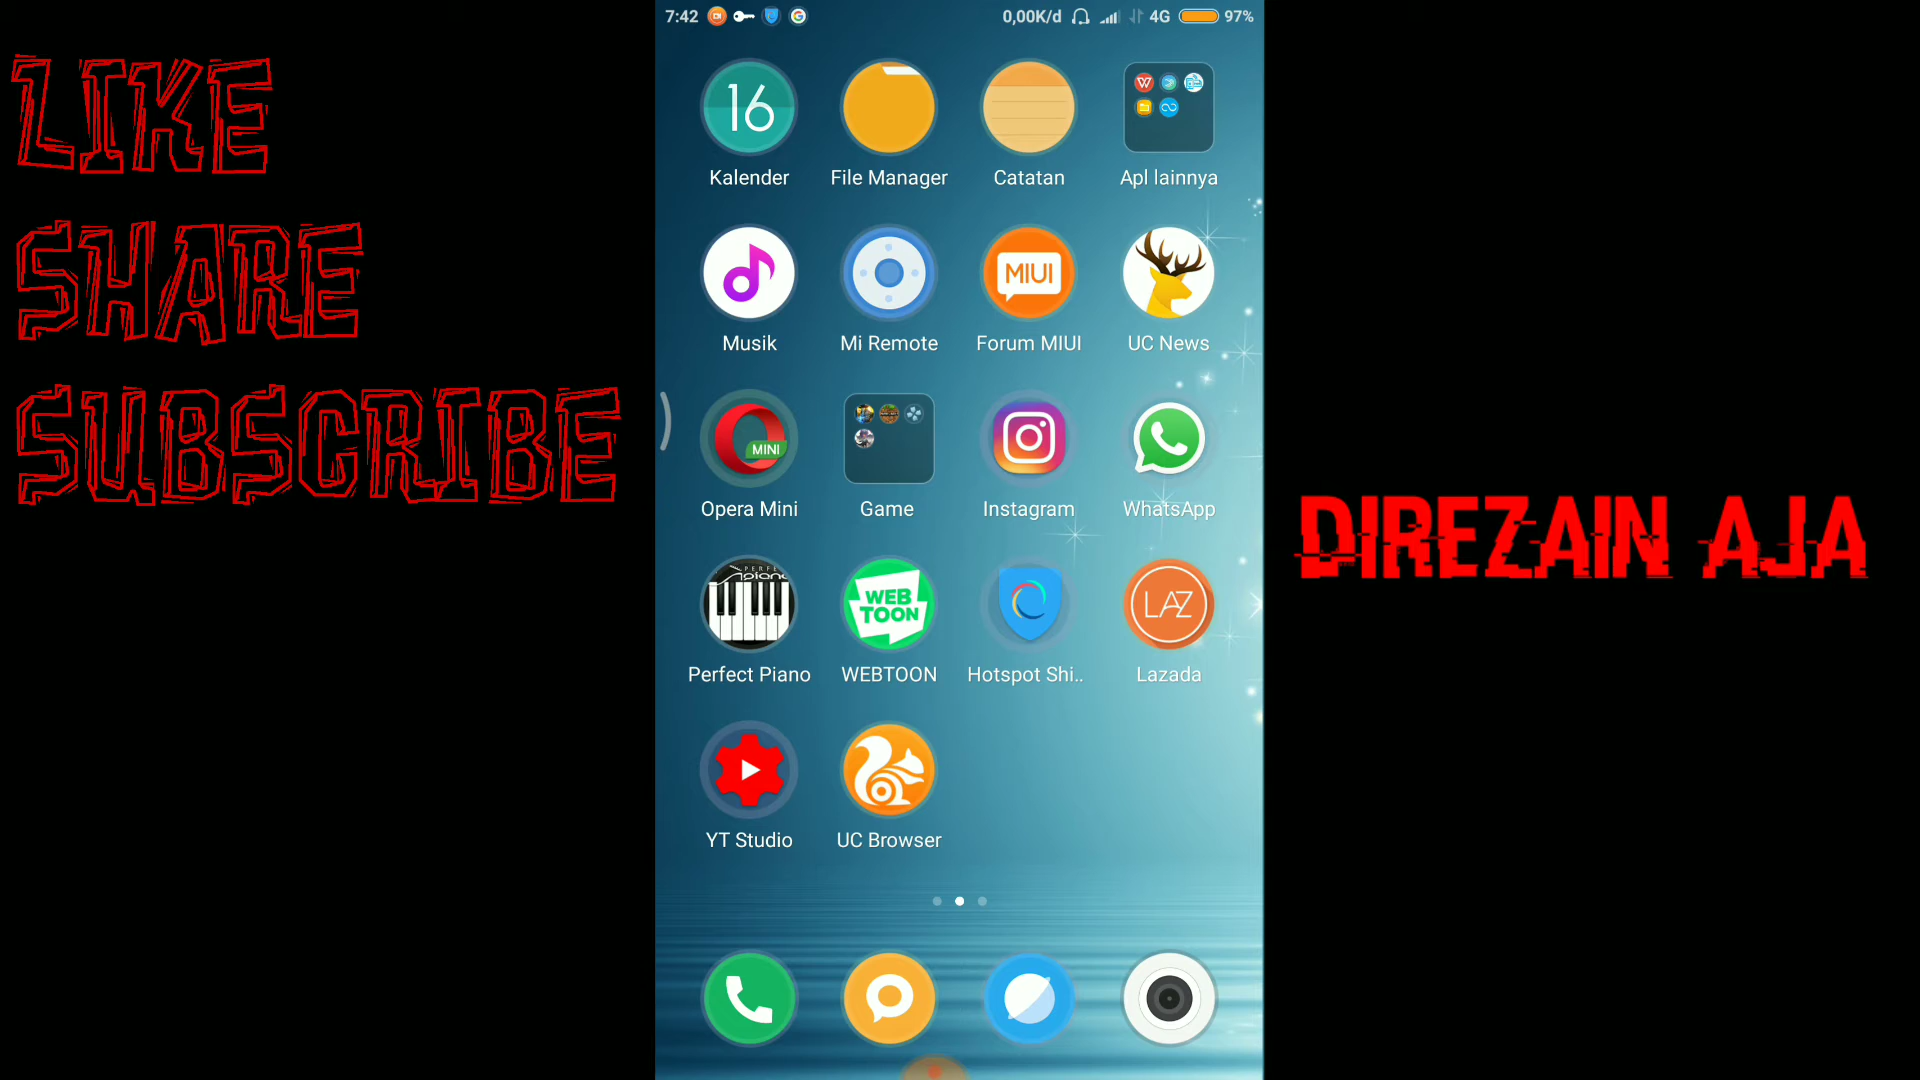 LIKE
SHARE
SUBSCRIBE
7:42 0,00K/d 4G 97%
16
Kalender File Manager Catatan Apl lainnya
MIUI
Musik Mi Remote Forum MIUI UC News
MINI
Opera Mini Game Instagram WhatsApp
DIREZAIN AJA
WEB
TOON
LAZ
Perfect Piano WEBTOON Hotspot Shi.. Lazada
YT Studio UC Browser